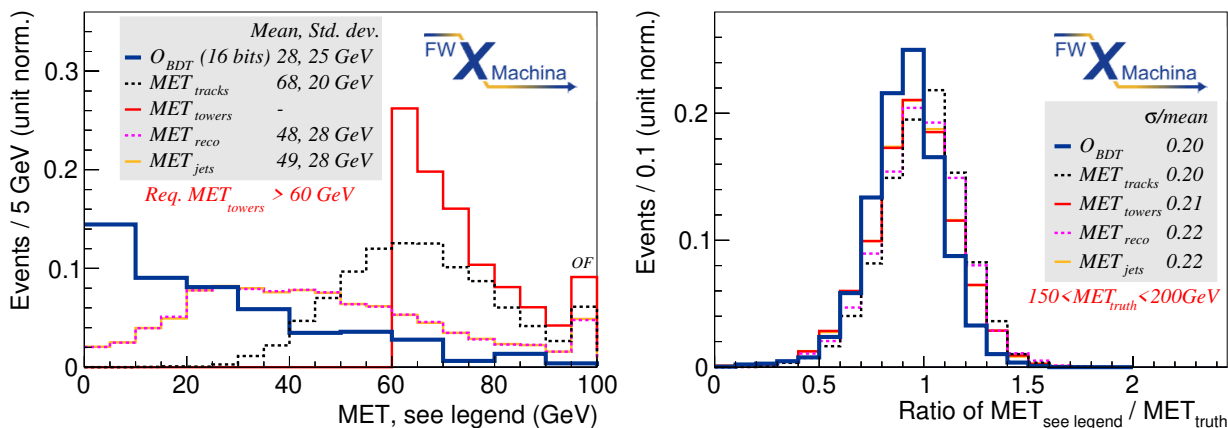 Events / 5 GeV (unit norm.)
0.3
0.2
0.1
0
Mean, Std. dev.
O_BDT (16 bits) 28, 25 GeV
MET_tracks 68, 20 GeV
MET_towers -
MET_reco 48, 28 GeV
MET_jets 49, 28 GeV
Req. MET_towers > 60 GeV
FW
X
Machina
OF
0 20 40 60 80 100
MET, see legend (GeV)
Events / 0.1 (unit norm.)
0.2
0.1
0
FW
X
Machina
σ/mean
O_BDT 0.20
MET_tracks 0.20
MET_towers 0.21
MET_reco 0.22
MET_jets 0.22
150<MET_truth<200GeV
0 0.5 1 1.5 2
Ratio of MET_see legend / MET_truth